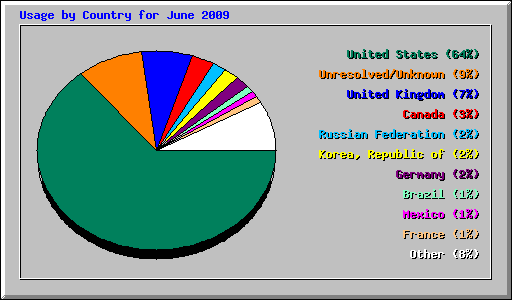 Usage by Country for June 2009
United States (64%)
Unresolved/Unknown (9%)
United Kingdom (7%)
Canada (3%)
Russian Federation (2%)
Korea, Republic of (2%)
Germany (2%)
Brazil (1%)
Mexico (1%)
France (1%)
Other (8%)